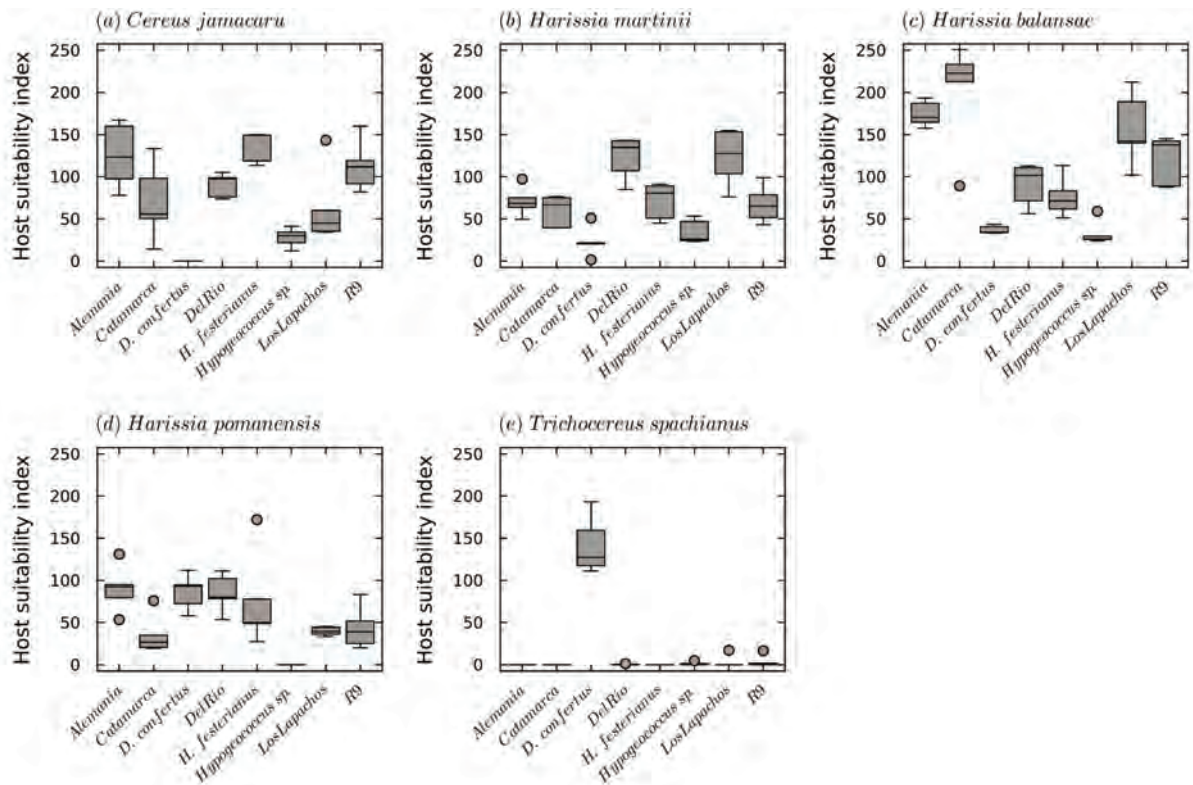 (a) Cereus jamacaru
(b) Harissia martinii
(c) Harissia balansae
Host suitability index
250
200
150
100
50
0
Alemania
Catamarca
D. confertus
DelRio
H. festerianus
Hypogeococcus sp.
LosLapachos
R9
Host suitability index
250
200
150
100
50
0
Alemania
Catamarca
D. confertus
DelRio
H. festerianus
Hypogeococcus sp.
LosLapachos
R9
Host suitability index
250
200
150
100
50
0
Alemania
Catamarca
D. confertus
DelRio
H. festerianus
Hypogeococcus sp.
LosLapachos
R9
(d) Harissia pomanensis
(e) Trichocereus spachianus
Host suitability index
250
200
150
100
50
0
Alemania
Catamarca
D. confertus
DelRio
H. festerianus
Hypogeococcus sp.
LosLapachos
R9
Host suitability index
250
200
150
100
50
0
Alemania
Catamarca
D. confertus
DelRio
H. festerianus
Hypogeococcus sp.
LosLapachos
R9